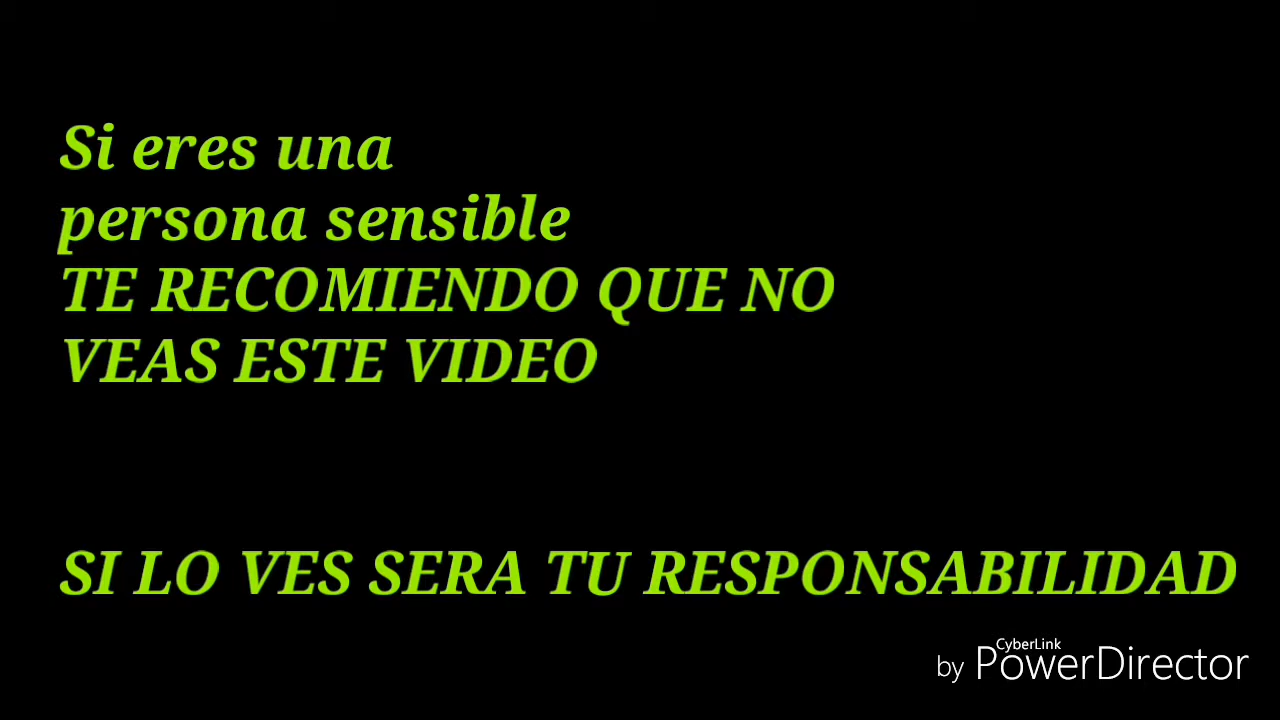 Si eres una
persona sensible
TE RECOMIENDO QUE NO
VEAS ESTE VIDEO
SI LO VES SERA TU RESPONSABILIDAD
CyberLink
by PowerDirector